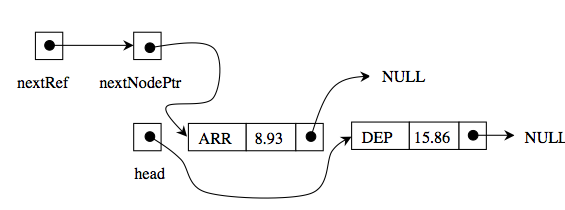 NULL
nextRef nextNodePtr
ARR 8.93
DEP 15.86
NULL
head